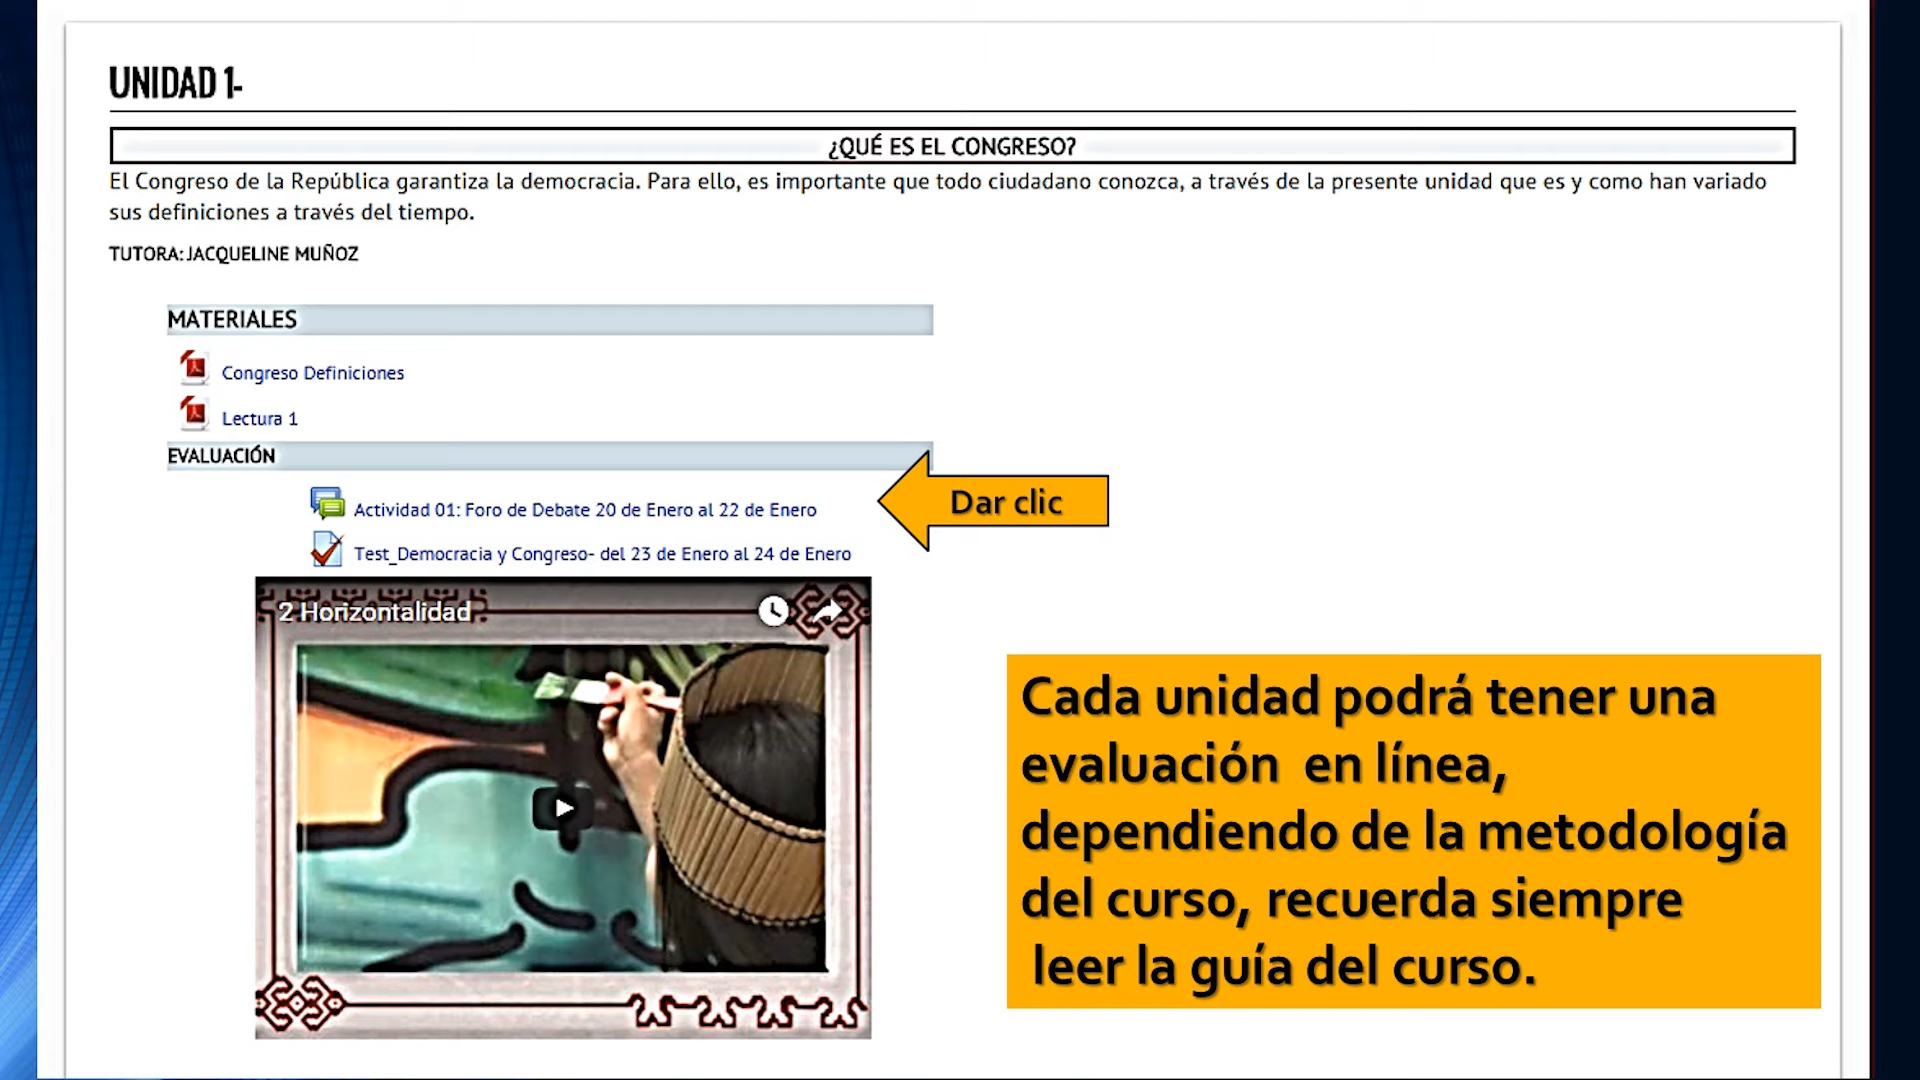 UNIDAD 1-
¿QUÉ ES EL CONGRESO?
El Congreso de la República garantiza la democracia. Para ello, es importante que todo ciudadano conozca, a través de la presente unidad que es y como han variado
sus definiciones a través del tiempo.
TUTORA: JACQUELINE MUÑOZ
MATERIALES
Congreso Definiciones
Lectura 1
EVALUACIÓN
Actividad 01: Foro de Debate 20 de Enero al 22 de Enero
Dar clic
Test_Democracia y Congreso- del 23 de Enero al 24 de Enero
2 Horizontalidad
Cada unidad podrá tener una
evaluación en línea,
dependiendo de la metodología
del curso, recuerda siempre
leer la guía del curso.